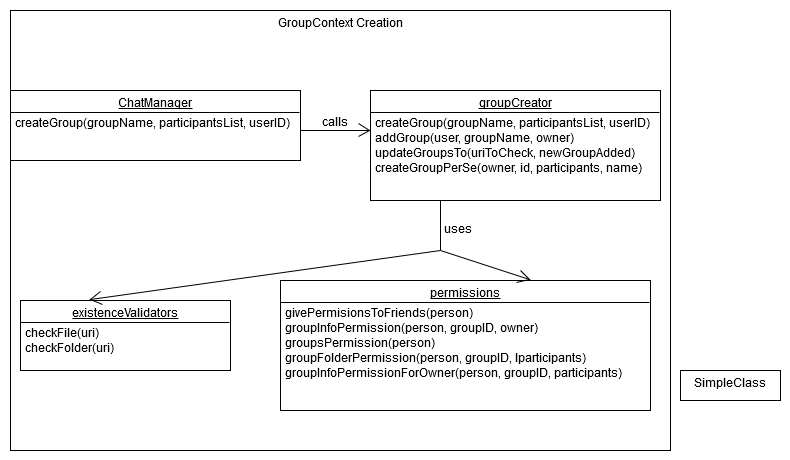 GroupContext Creation
ChatManager
createGroup(groupName, participantsList, userID)
calls
groupCreator
createGroup(groupName, participantsList, userID)
addGroup(user, groupName, owner)
updateGroupsTo(uriToCheck, newGroupAdded)
createGroupPerSe(owner, id, participants, name)
uses
existenceValidators
checkFile(uri)
checkFolder(uri)
permissions
givePermisionsToFriends(person)
groupInfoPermission(person, groupID, owner)
groupsPermission(person)
groupFolderPermission(person, groupID, lparticipants)
groupInfoPermissionForOwner(person, groupID, participants)
SimpleClass